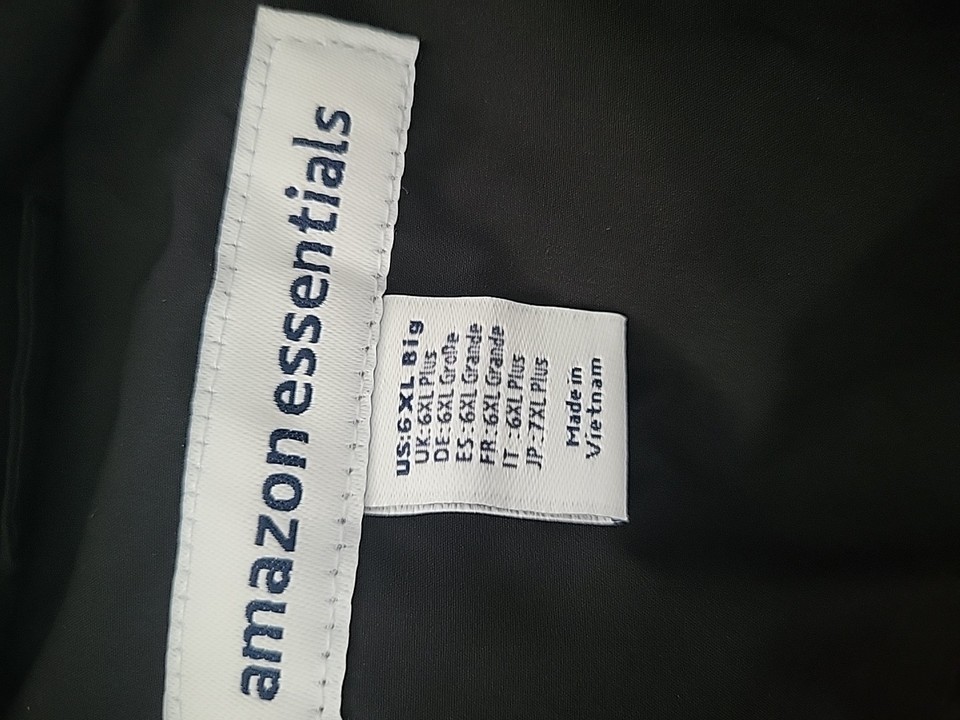 amazon essentials
US:6XL Big
UK:6XL Plus
DE:6XL Große
ES:6XL Grande
FR:6XL Grande
IT:6XL Plus
JP:7XL Plus
Made in
Vietnam